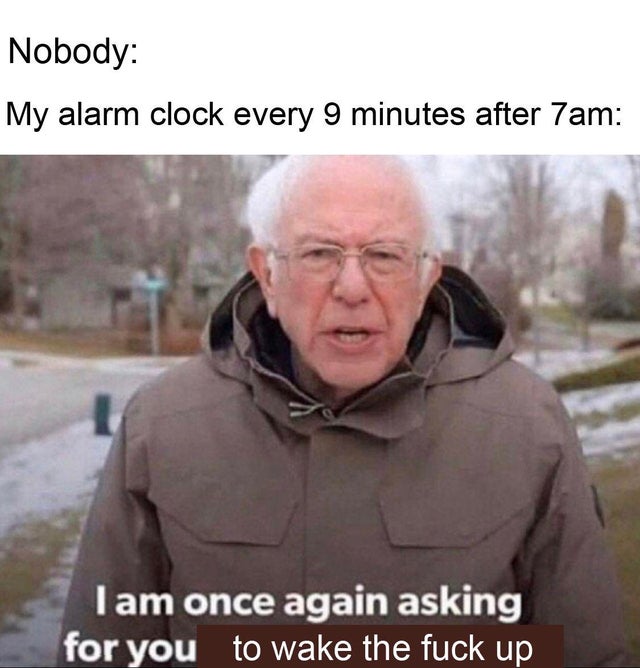 Nobody:
My alarm clock every 9 minutes after 7am:
I am once again asking
for you to wake the fuck up